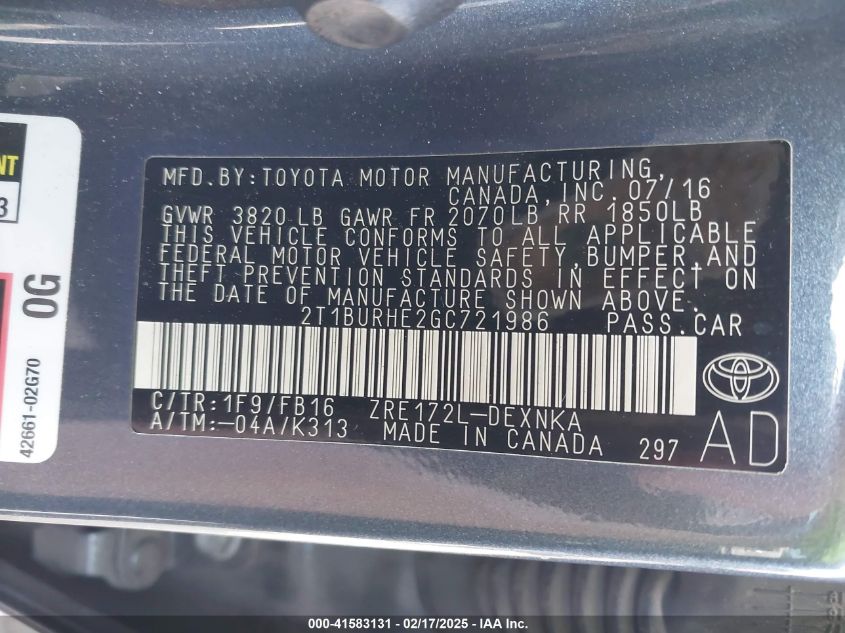 NT
3
0G
42661-02G70
MFD.BY:TOYOTA MOTOR MANUFACTURING,
CANADA,INC. 07/16
GVWR 3820 LB GAWR FR 2070LB RR 1850LB
THIS VEHICLE CONFORMS TO ALL APPLICABLE
FEDERAL MOTOR VEHICLE SAFETY,BUMPER,AND
THEFT PREVENTION STANDARDS IN EFFECT ON
THE DATE OF MANUFACTURE SHOWN ABOVE.
2T1BURHE2GC721986 PASS.CAR
C/TR:1F9/FB16 ZRE172L-DEXNKA
A/TM:-04A/K313 MADE IN CANADA 297
AD
000-41583131 - 02/17/2025 - IAA Inc.